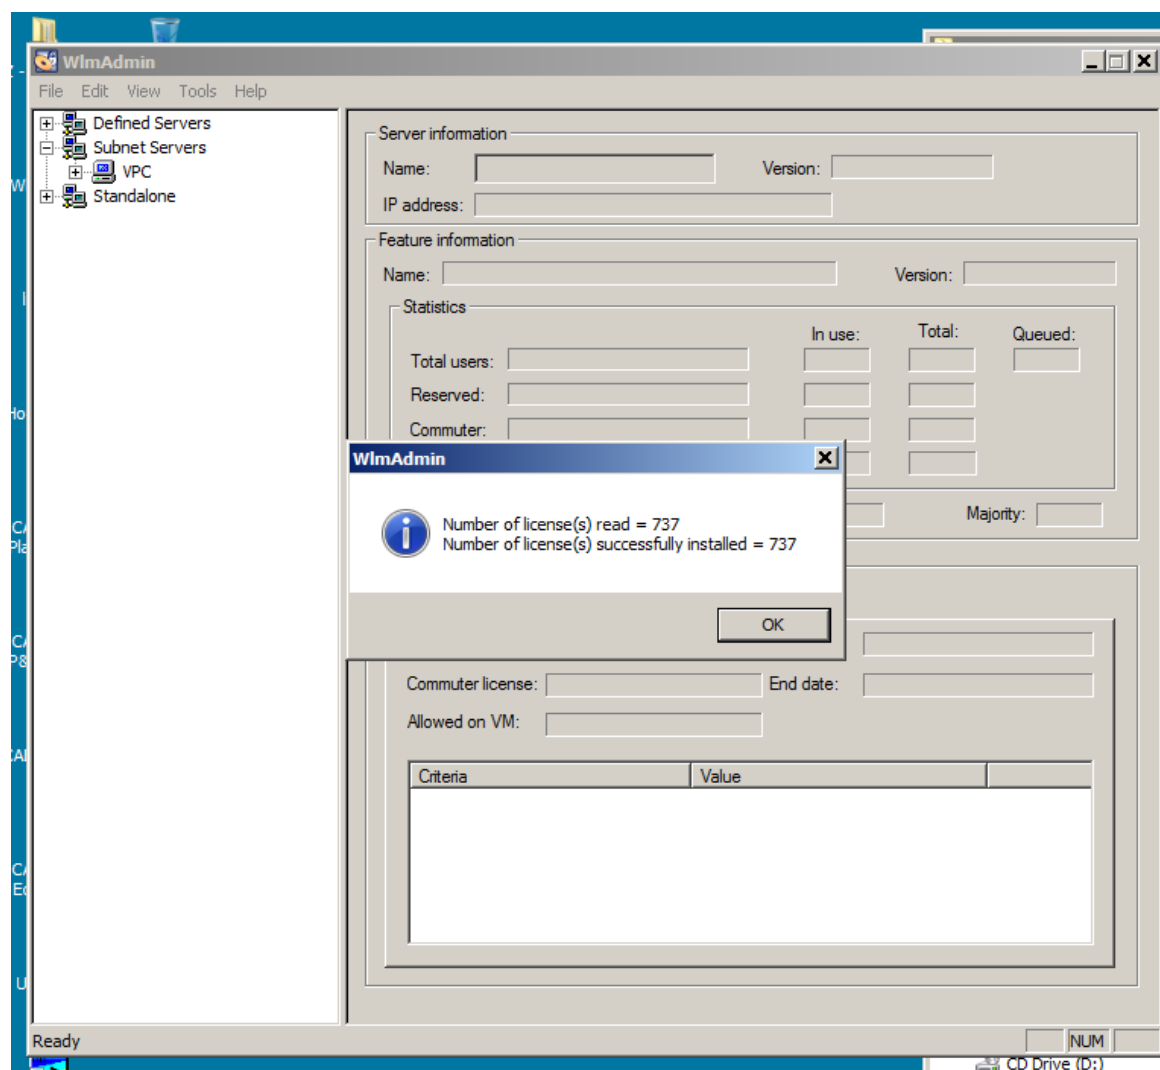 WlmAdmin
File Edit View Tools Help
Defined Servers
Subnet Servers
VPC
Standalone
Server information
Name: Version:
IP address:
Feature information
Name: Version:
Statistics
In use: Total: Queued:
Total users:
Reserved:
Commuter:
WlmAdmin
Number of license(s) read = 737
Number of license(s) successfully installed = 737
OK
Majority:
Commuter license: End date:
Allowed on VM:
Criteria Value
Ready
NUM
CD Drive (D:)